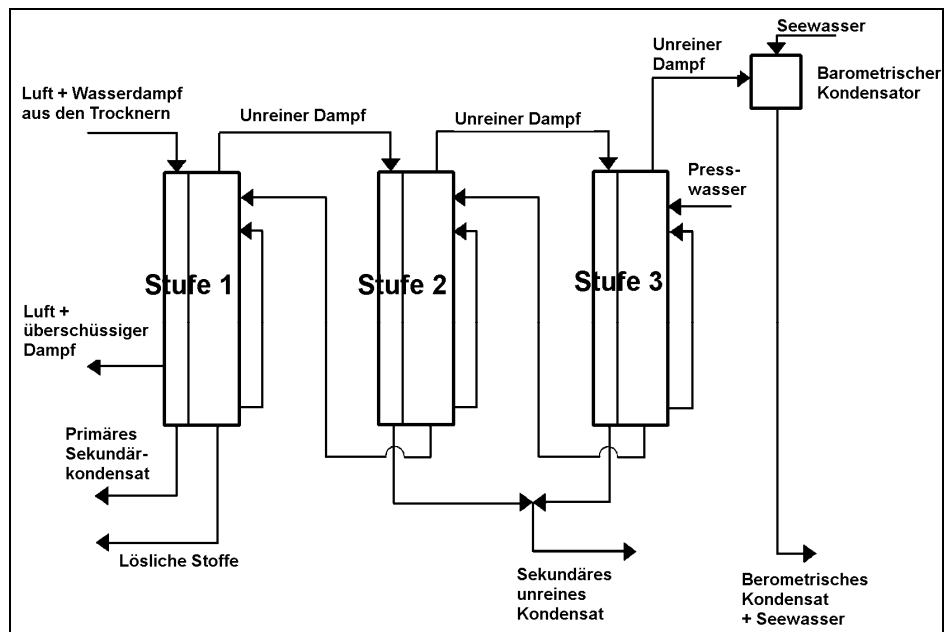 Seewasser
Unreiner
Dampf
Barometrischer
Kondensator
Luft + Wasserdampf
aus den Trocknern
Unreiner Dampf
Unreiner Dampf
Press-
wasser
Stufe 1
Stufe 2
Stufe 3
Luft +
überschüssiger
Dampf
Primäres
Sekundär-
kondensat
Lösliche Stoffe
Sekundäres
unreines
Kondensat
Berometrisches
Kondensat
+ Seewasser